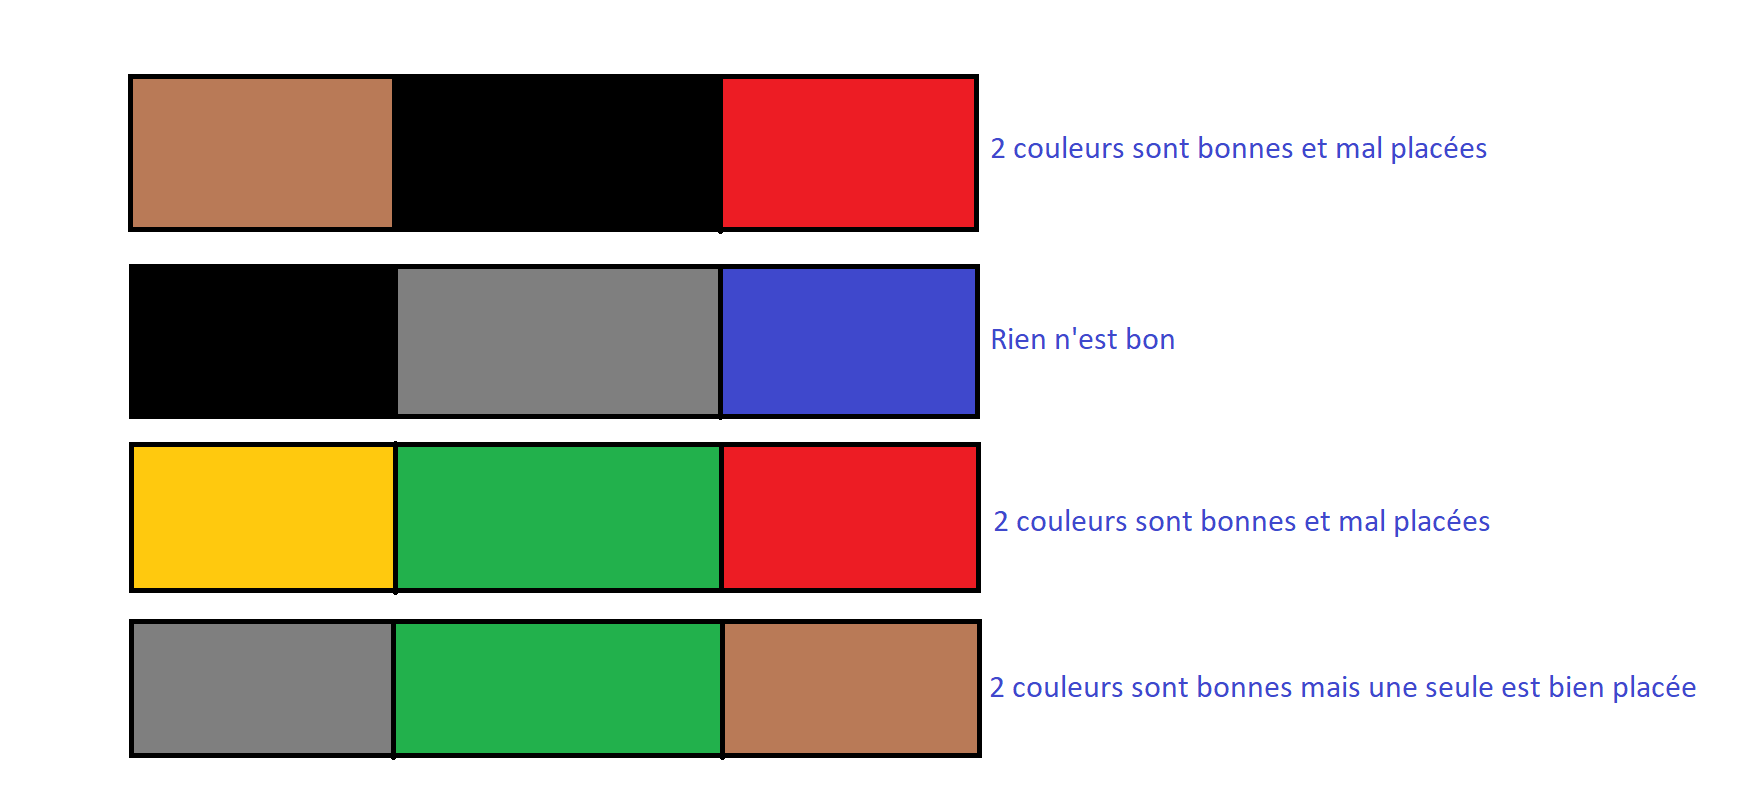 2 couleurs sont bonnes et mal placées
Rien n'est bon
2 couleurs sont bonnes et mal placées
2 couleurs sont bonnes mais une seule est bien placée